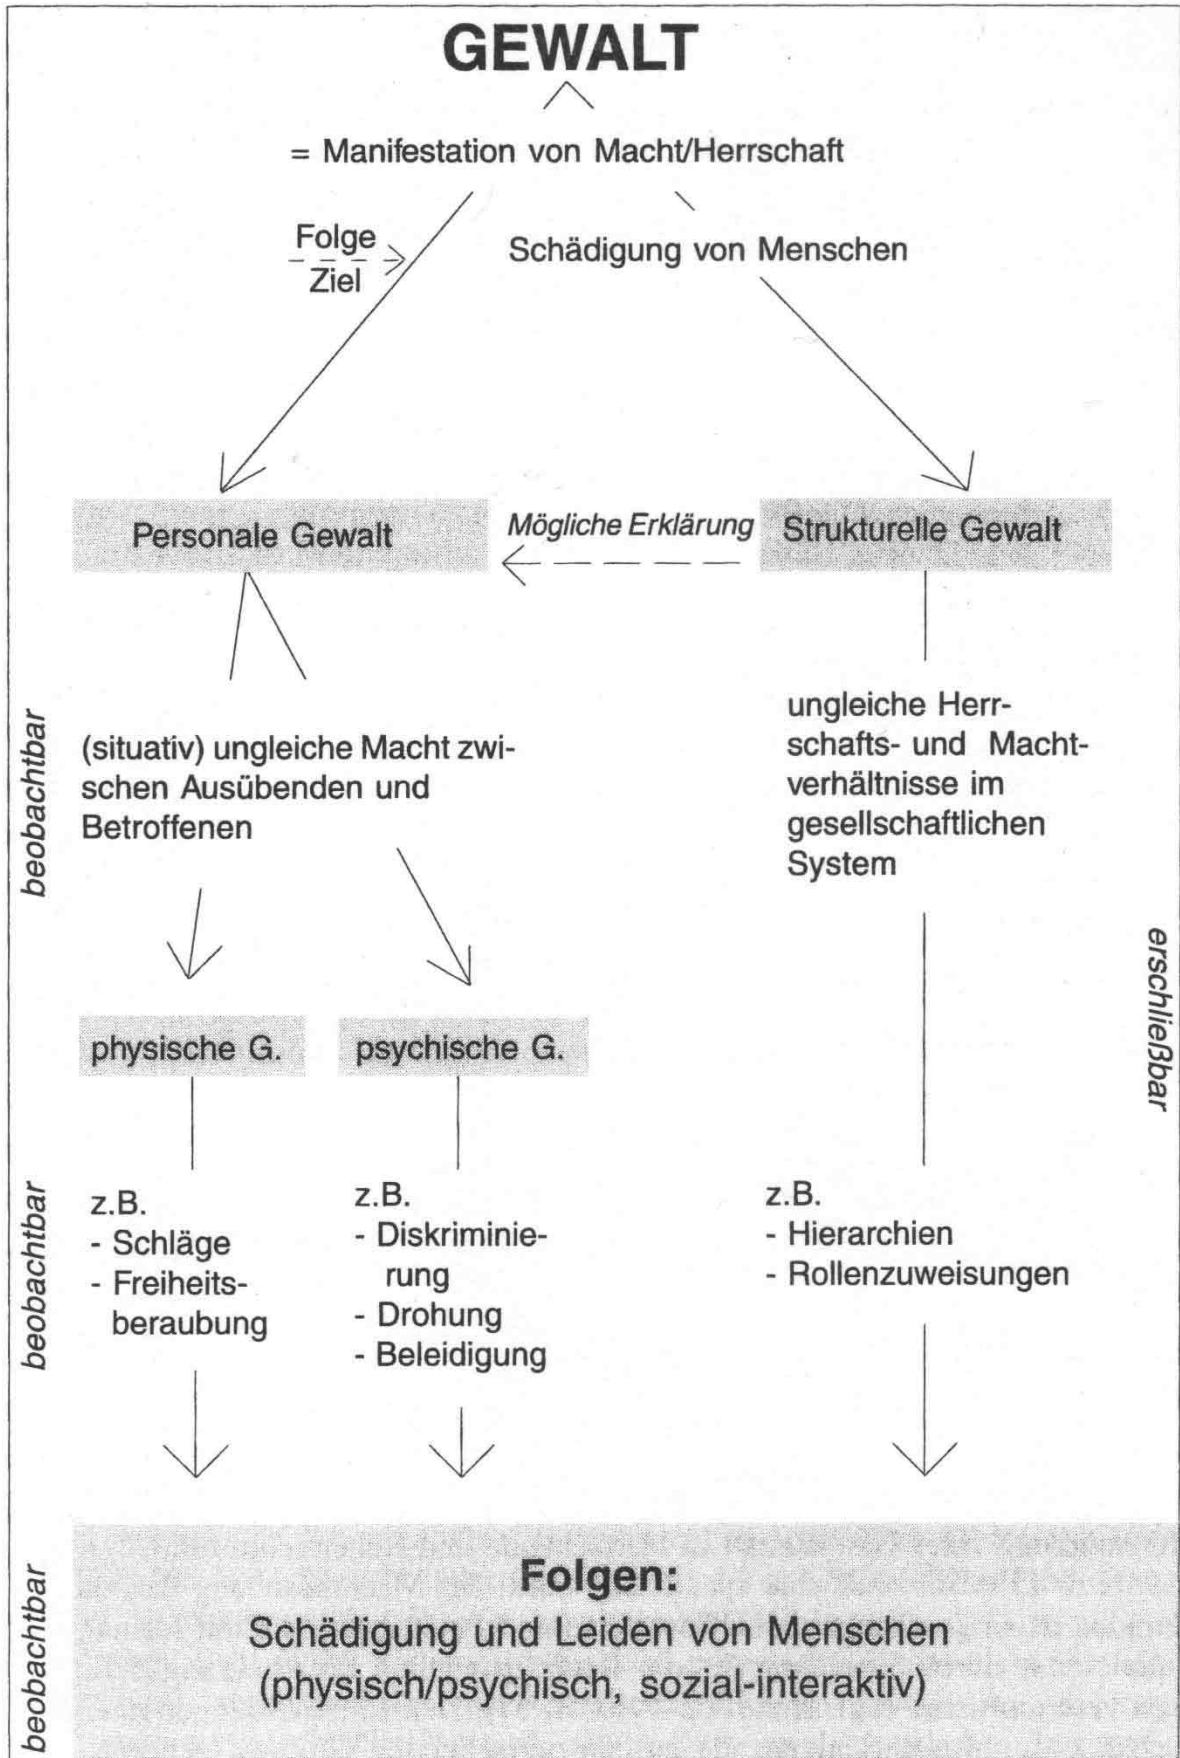 GEWALT
= Manifestation von Macht/Herrschaft
Folge
Ziel
Schädigung von Menschen
Personale Gewalt
Mögliche Erklärung
Strukturelle Gewalt
beobachtbar
(situativ) ungleiche Macht zwi-
schen Ausübenden und
Betroffenen
ungleiche Herr-
schafts- und Macht-
verhältnisse im
gesellschaftlichen
System
erschließbar
physische G.
psychische G.
beobachtbar
z.B.
- Schläge
- Freiheits-
beraubung
z.B.
- Diskriminie-
rung
- Drohung
- Beleidigung
z.B.
- Hierarchien
- Rollenzuweisungen
beobachtbar
Folgen:
Schädigung und Leiden von Menschen
(physisch/psychisch, sozial-interaktiv)